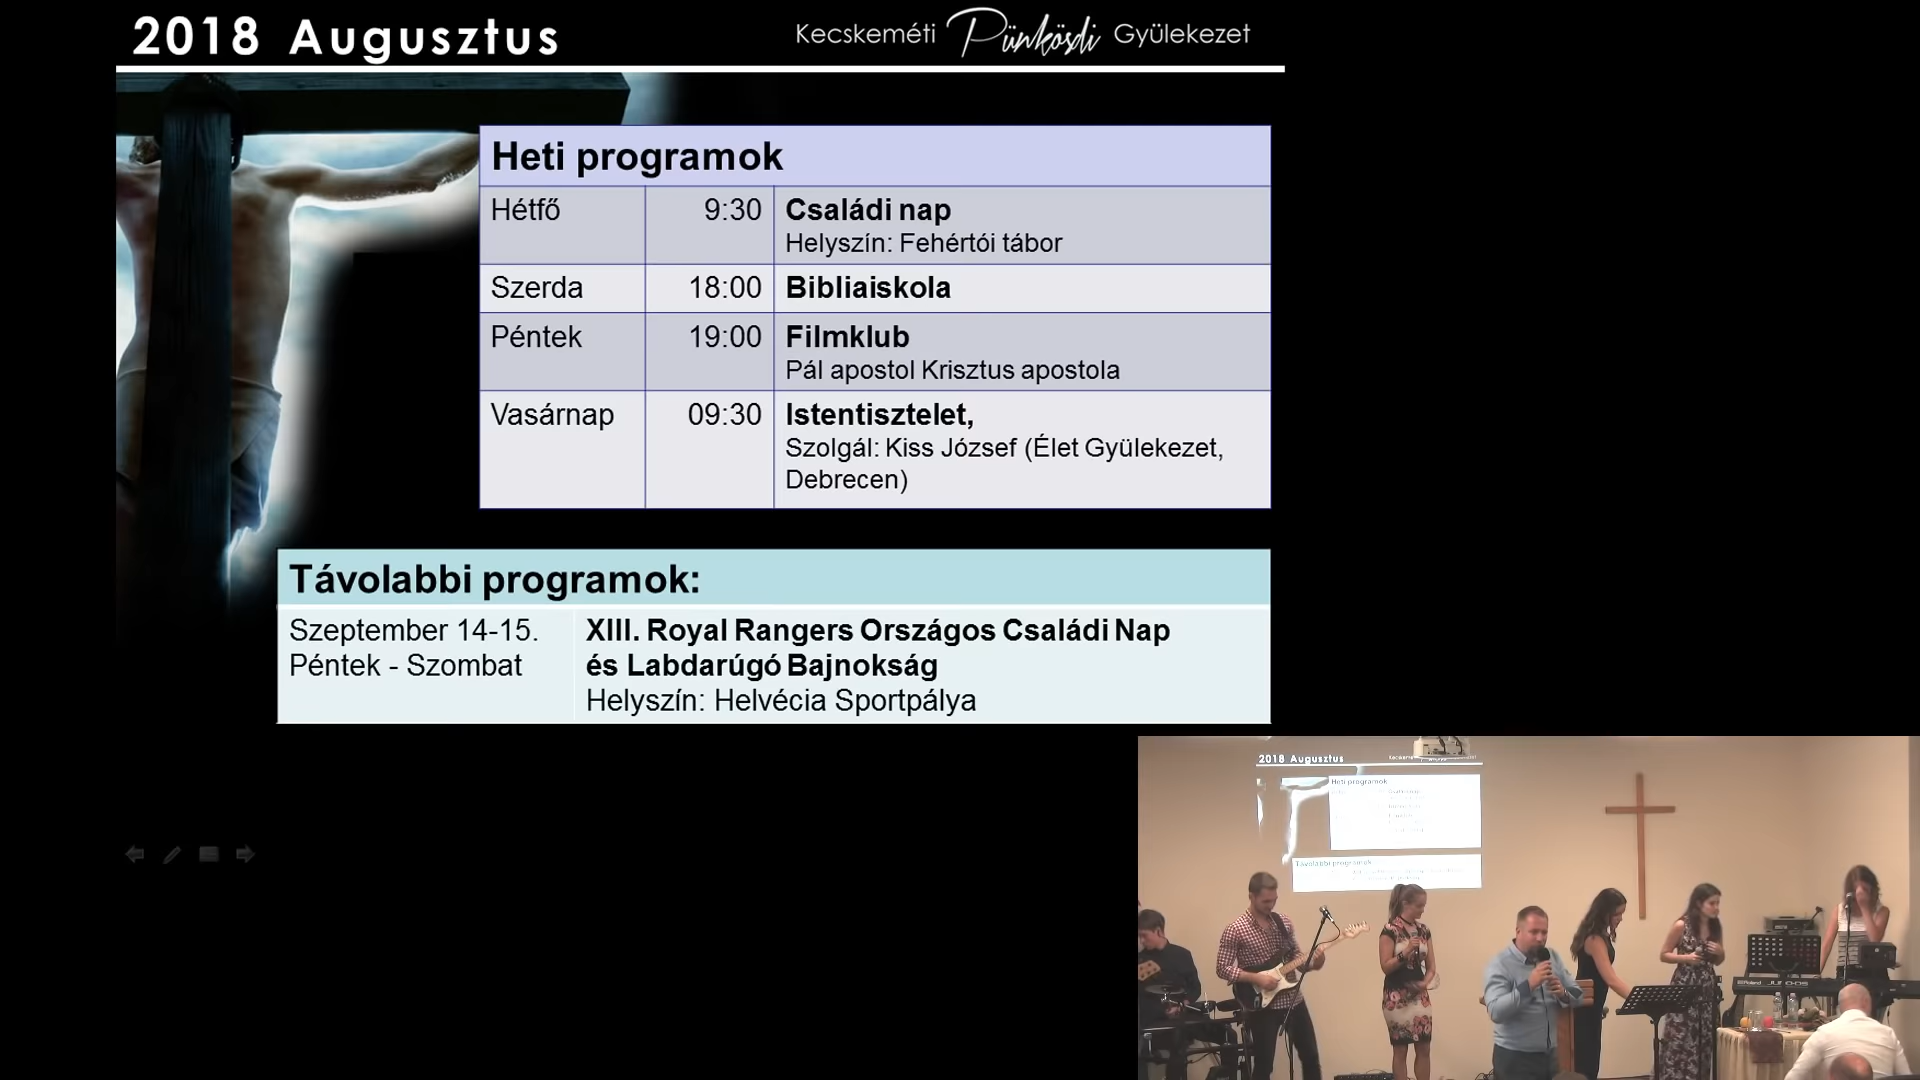 2018 Augusztus
Kecskeméti Pünkösdi Gyülekezet
Heti programok
Hétfő 9:30 Családi nap
Helyszín: Fehértói tábor
Szerda 18:00 Bibliaiskola
Péntek 19:00 Filmklub
Pál apostol Krisztus apostola
Vasárnap 09:30 Istentisztelet,
Szolgál: Kiss József (Élet Gyülekezet,
Debrecen)
Távolabbi programok:
Szeptember 14-15. XIII. Royal Rangers Országos Családi Nap
Péntek - Szombat és Labdarúgó Bajnokság
Helyszín: Helvécia Sportpálya
2018 Augusztus
Heti programok
Távolabbi programok
Roland JUNO-DS